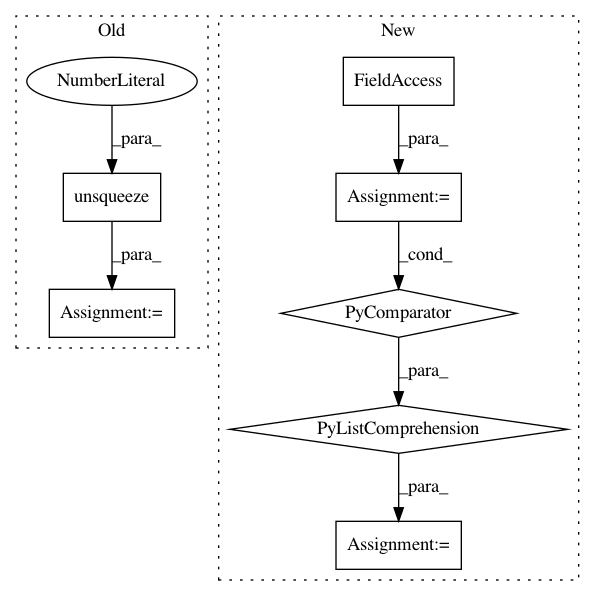 Old
NumberLiteral
_para_
unsqueeze
_para_
Assignment:=
New
FieldAccess
_para_
Assignment:=
_cond_
PyComparator
_para_
PyListComprehension
_para_
Assignment:=